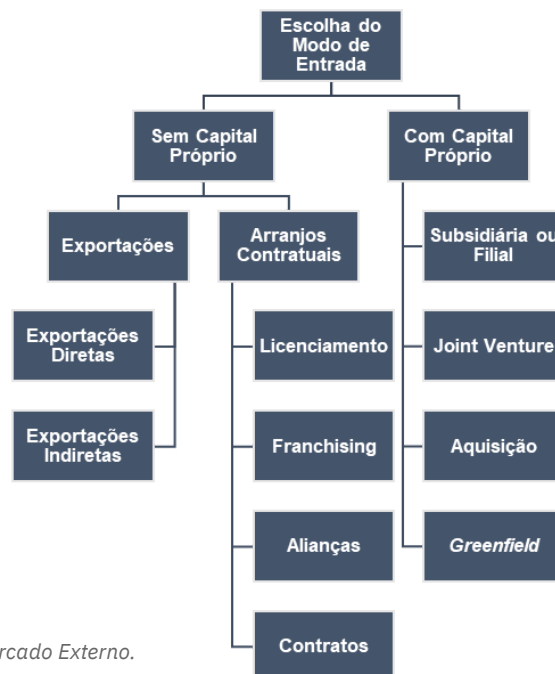 Escolha do
Modo de
Entrada
Sem Capital
Próprio
Com Capital
Próprio
Exportações
Arranjos
Contratuais
Subsidiária ou
Filial
Exportações
Diretas
Licenciamento
Joint Venture
Exportações
Indiretas
Franchising
Aquisição
Alianças
Greenfield
Contratos
rcado Externo.